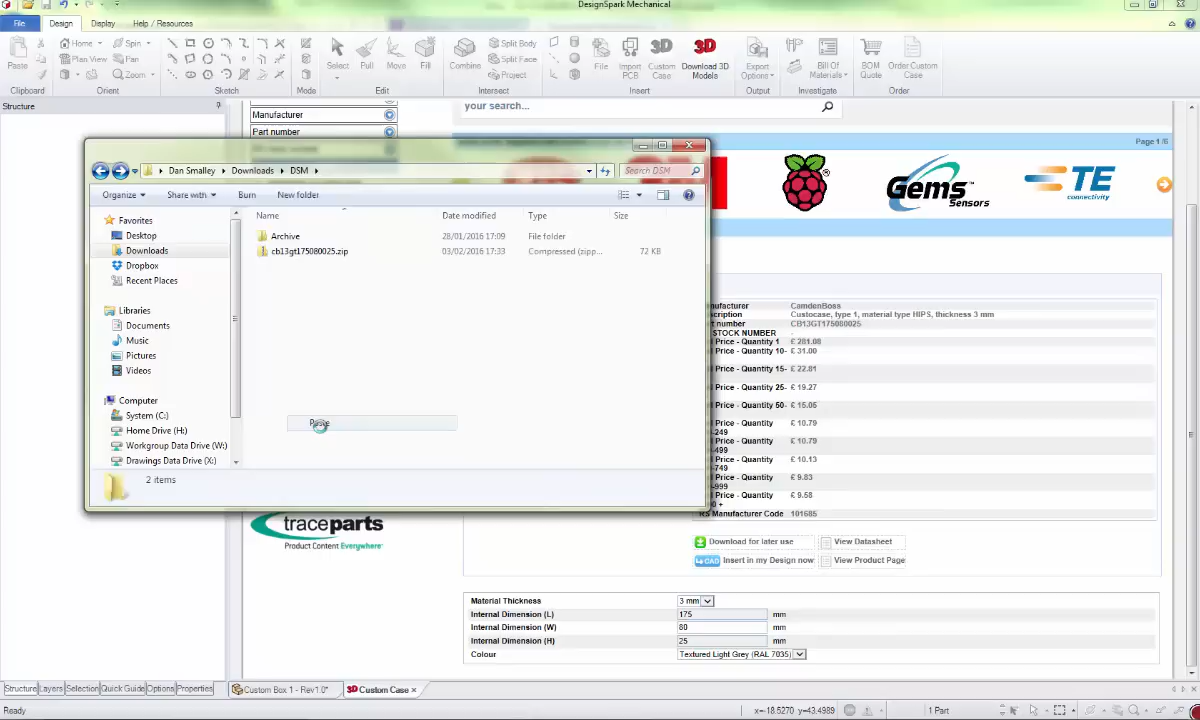 DesignSpark Mechanical
File Design Display Help / Resources
Paste
Home Spin
Plan View Pan
Zoom
Select Pull Move Fill
Combine
Split Body
Split Face
Project
File Import PCB Custom Case Download 3D Models
Export Options
Bill Of Materials
BOM Quote Order Custom Case
Clipboard Orient Sketch Mode Edit Intersect Insert Output Investigate Order
Structure
Manufacturer
Part number
your search...
Page 1/6
Gems Sensors
TE connectivity
Dan Smalley Downloads DSM
Search DSM
Organize Share with Burn New folder
Name Date modified Type Size
Archive 28/01/2016 17:09 File folder
cb13gt175080025.zip 03/02/2016 17:33 Compressed (zipp... 72 KB
Favorites
Desktop
Downloads
Dropbox
Recent Places
Libraries
Documents
Music
Pictures
Videos
Computer
System (C:)
Home Drive (H:)
Workgroup Data Drive (W:)
Drawings Data Drive (X:)
Paste
2 items
CamdenBoss
Custocase, type 1, material type HIPS, thickness 3 mm
CB13GT175080025
STOCK NUMBER -
Price - Quantity 1 £ 281.08
Price - Quantity 10- £ 31.00
Price - Quantity 15- £ 22.81
Price - Quantity 25- £ 19.27
Price - Quantity 50- £ 15.05
Price - Quantity £ 10.79
-249
Price - Quantity £ 10.79
-499
Price - Quantity £ 10.13
-749
Price - Quantity £ 9.83
-999
Price - Quantity £ 9.58
00 +
RS Manufacturer Code 101685
Download for later use View Datasheet
CAD Insert in my Design now View Product Page
traceparts
Product Content Everywhere
Material Thickness 3 mm
Internal Dimension (L) 175 mm
Internal Dimension (W) 80 mm
Internal Dimension (H) 25 mm
Colour Textured Light Grey (RAL 7035)
Structure Layers Selection Quick Guide Options Properties
Custom Box 1 - Rev1.0* 3D Custom Case
Ready
x=-18.5270 y=43.4989
1 Part